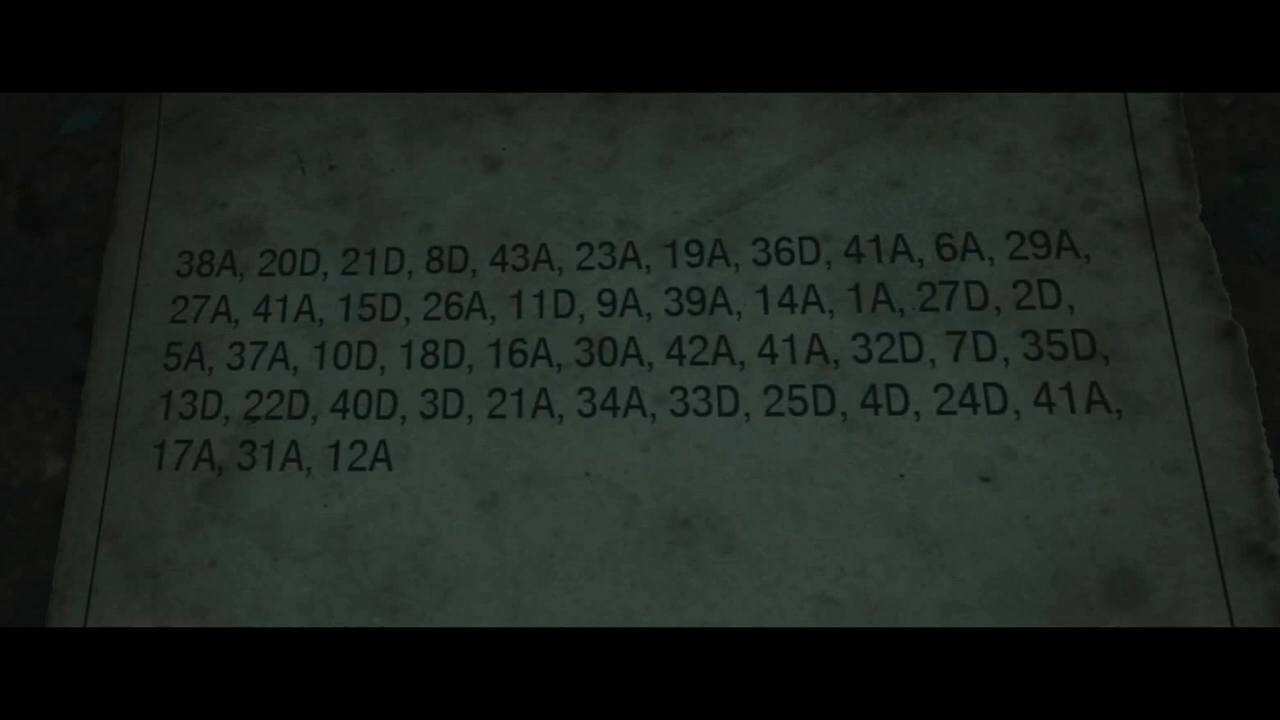 38A, 20D, 21D, 8D, 43A, 23A, 19A, 36D, 41A, 6A, 29A,
27A, 41A, 15D, 26A, 11D, 9A, 39A, 14A, 1A, 27D, 2D,
5A, 37A, 10D, 18D, 16A, 30A, 42A, 41A, 32D, 7D, 35D,
13D, 22D, 40D, 3D, 21A, 34A, 33D, 25D, 4D, 24D, 41A,
17A, 31A, 12A